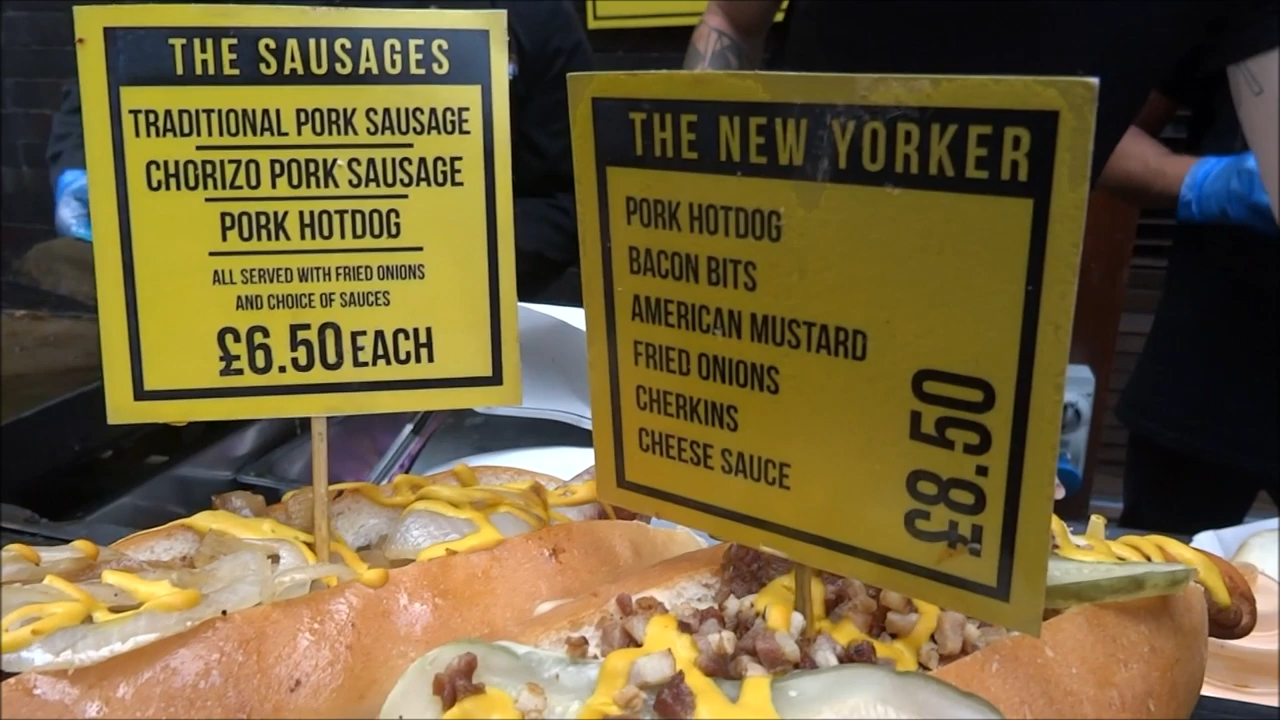 THE SAUSAGES
TRADITIONAL PORK SAUSAGE
CHORIZO PORK SAUSAGE
PORK HOTDOG
ALL SERVED WITH FRIED ONIONS
AND CHOICE OF SAUCES
£6.50 EACH
THE NEW YORKER
PORK HOTDOG
BACON BITS
AMERICAN MUSTARD
FRIED ONIONS
CHERKINS
CHEESE SAUCE
£8.50